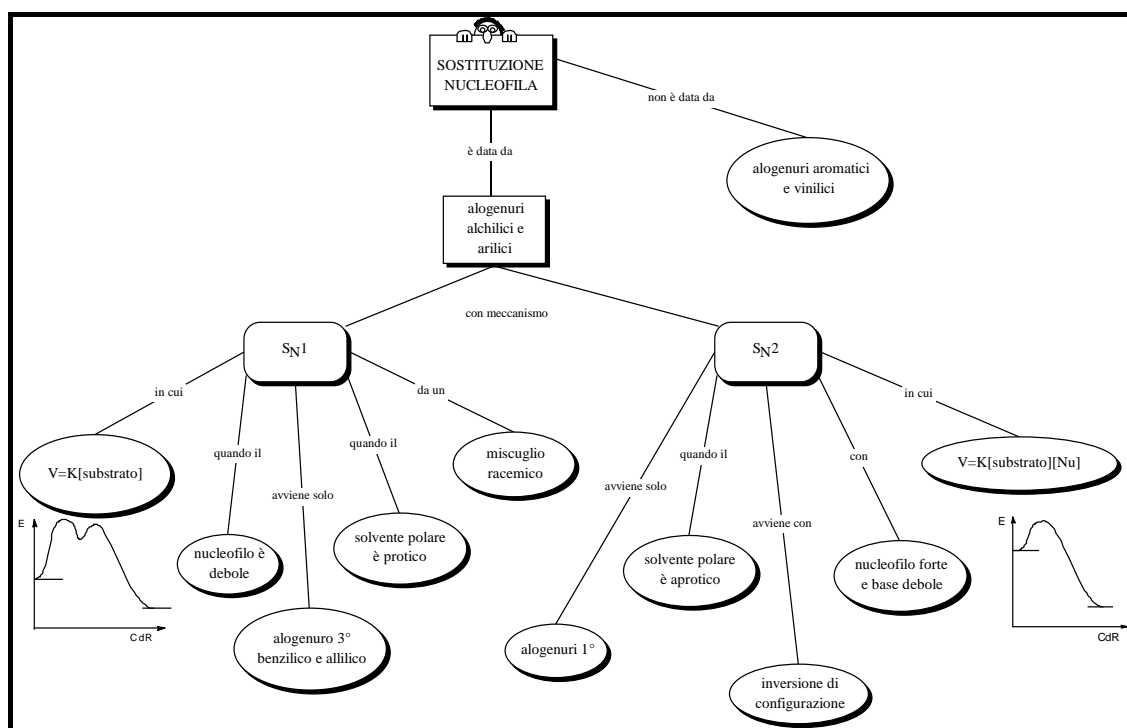 SOSTITUZIONE
NUCLEOFILA
non è data da
è data da
alogenuri aromatici
e vinilici
alogenuri
alchilici e
arilici
con meccanismo
SN1
SN2
in cui
da un
in cui
quando il
quando il
quando il
con
avviene solo
avviene solo
avviene con
V=K[substrato]
miscuglio
racemico
V=K[substrato][Nu]
E
CdR
nucleofilo è
debole
solvente polare
è protico
solvente polare
è aprotico
nucleofilo forte
e base debole
E
CdR
alogenuro 3°
benzilico e allilico
alogenuri 1°
inversione di
configurazione